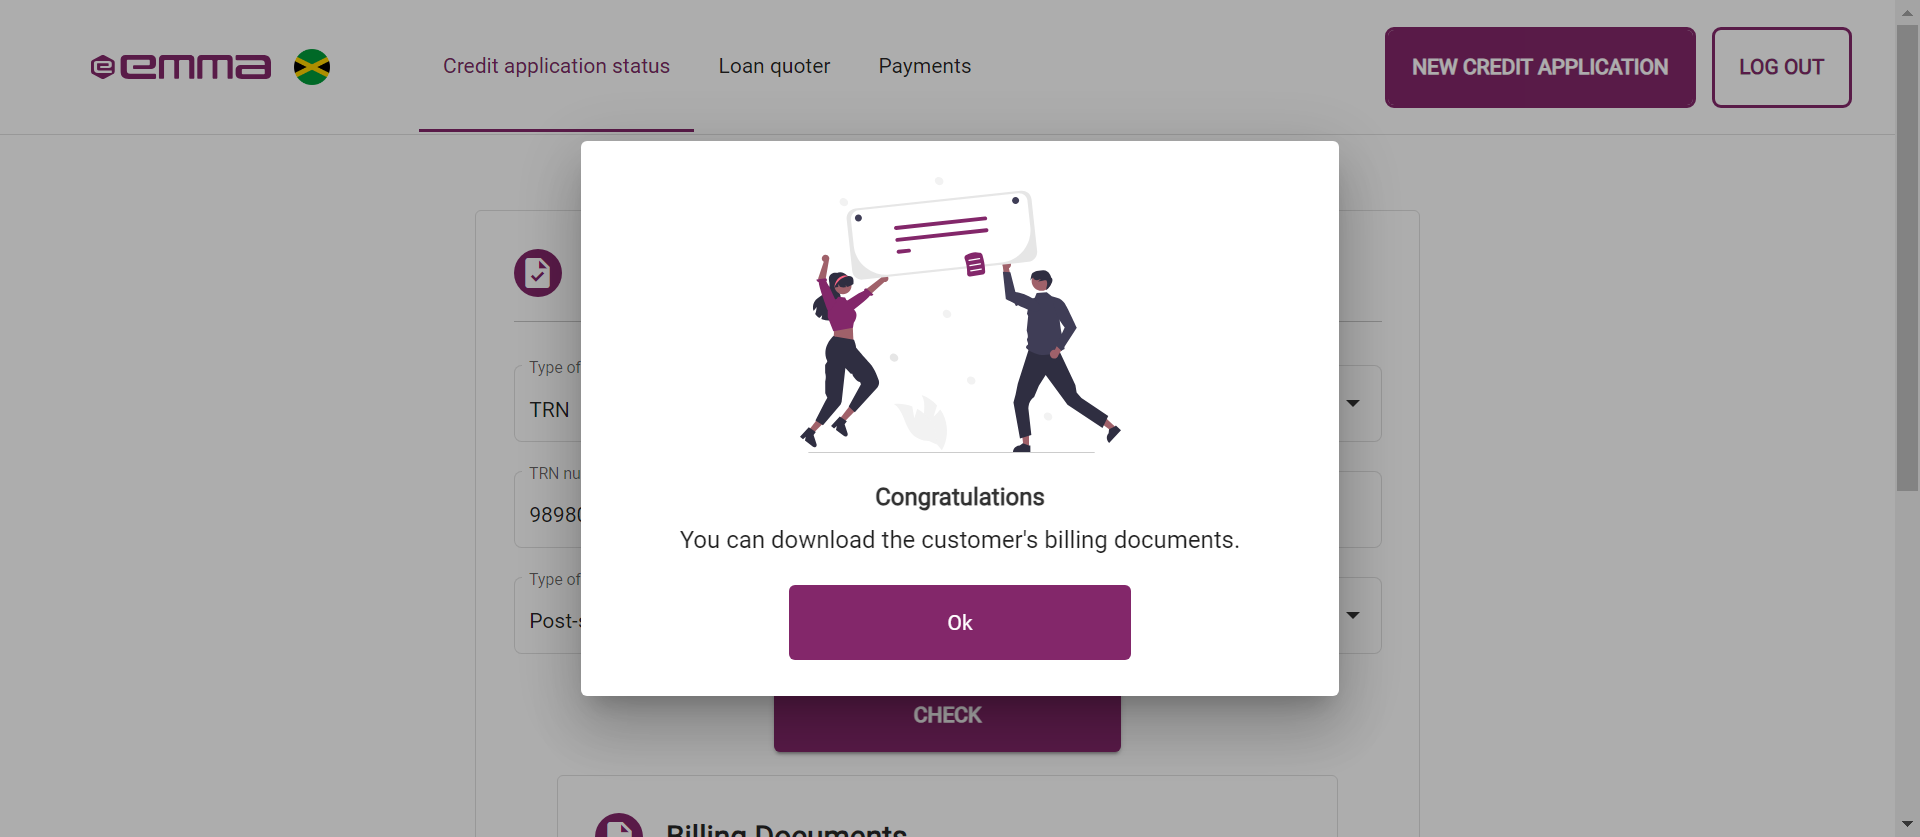 emma
Credit application status
Loan quoter
Payments
NEW CREDIT APPLICATION
LOG OUT
Type of
TRN
TRN nu
9898
Type of
Post-
Congratulations
You can download the customer's billing documents.
Ok
CHECK
Billing Documents